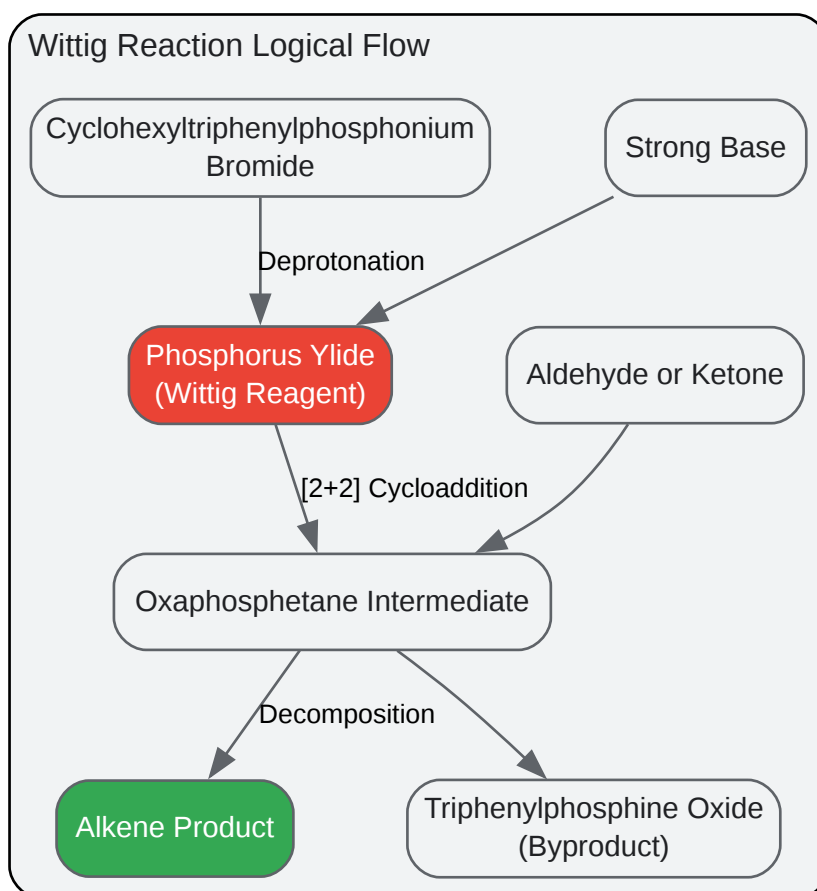 Wittig Reaction Logical Flow
Cyclohexyltriphenylphosphonium
Bromide
Strong Base
Deprotonation
Phosphorus Ylide
(Wittig Reagent)
Aldehyde or Ketone
[2+2] Cycloaddition
Oxaphosphetane Intermediate
Decomposition
Alkene Product
Triphenylphosphine Oxide
(Byproduct)